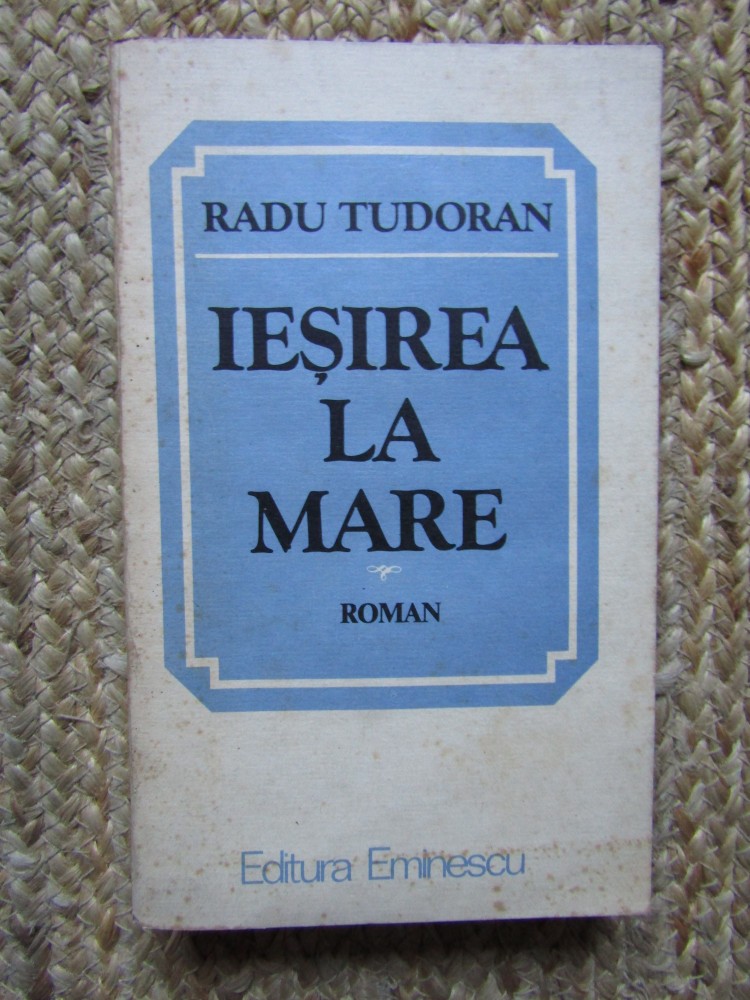 RADU TUDORAN
IEȘIREA
LA
MARE
ROMAN
Editura Eminescu